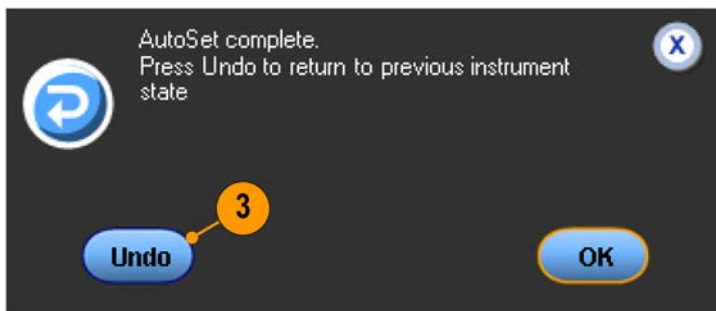 AutoSet complete.
Press Undo to return to previous instrument
state
X
3
Undo
OK